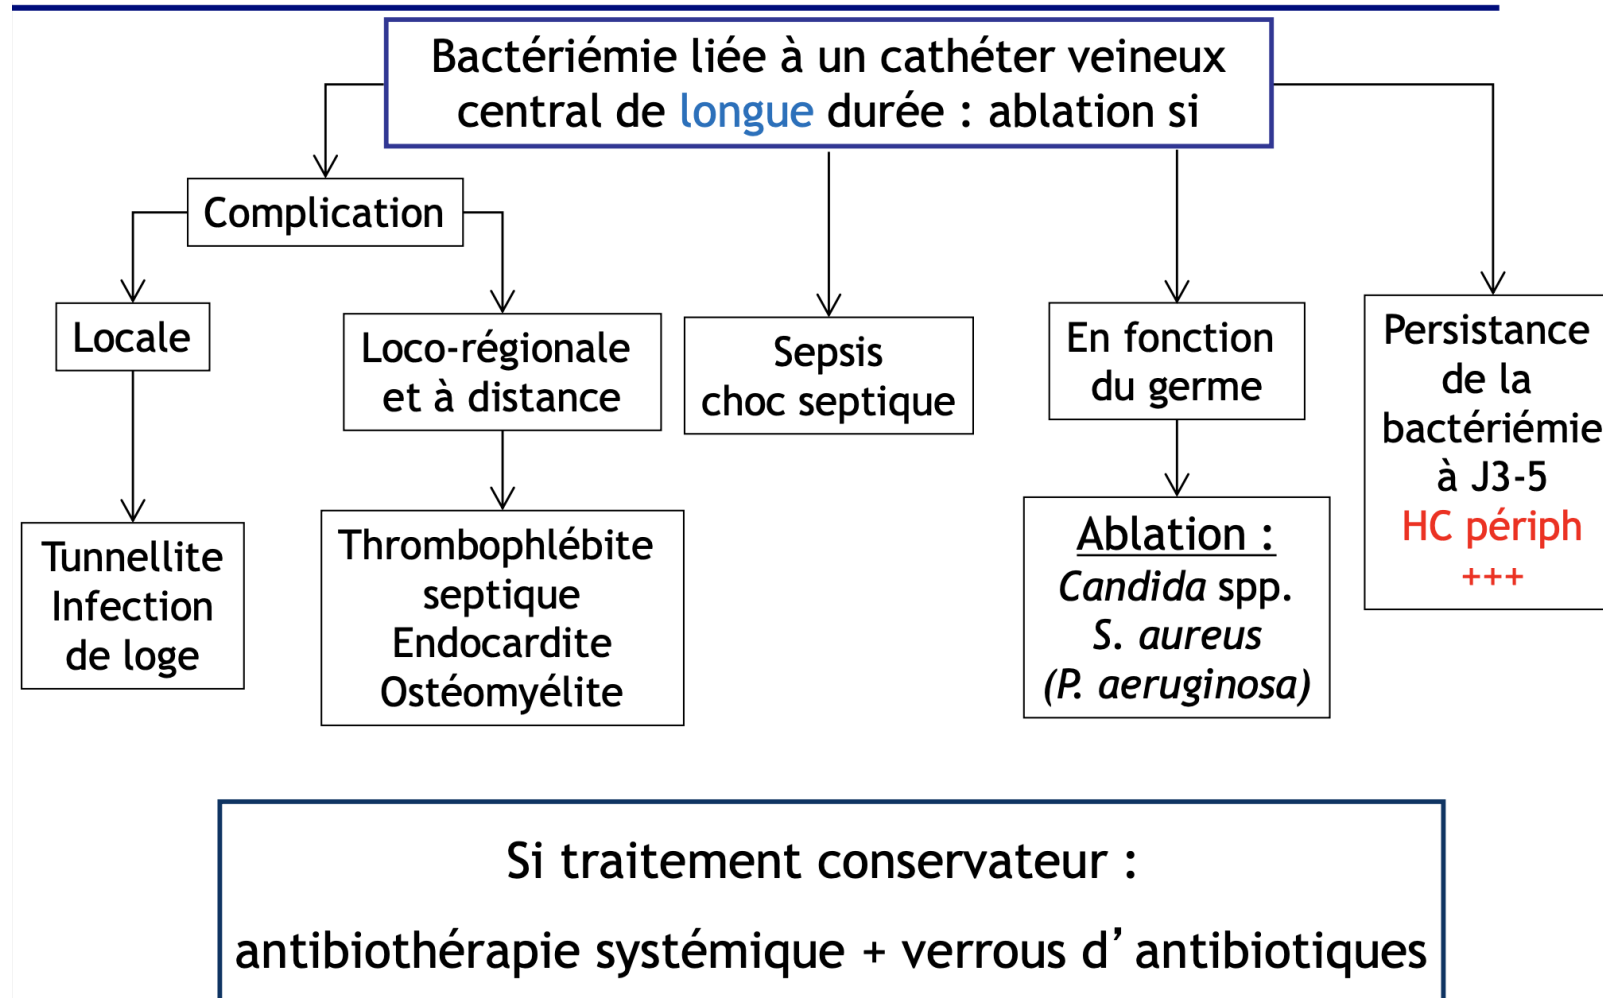 Bactériémie liée à un cathéter veineux
central de longue durée : ablation si
Complication
Locale
Tunnellite
Infection
de loge
Loco-régionale
et à distance
Thrombophlébite
septique
Endocardite
Ostéomyélite
Sepsis
choc septique
En fonction
du germe
Ablation :
Candida spp.
S. aureus
(P. aeruginosa)
Persistance
de la
bactériémie
à J3-5
HC périph
+++
Si traitement conservateur :
antibiothérapie systémique + verrous d’ antibiotiques